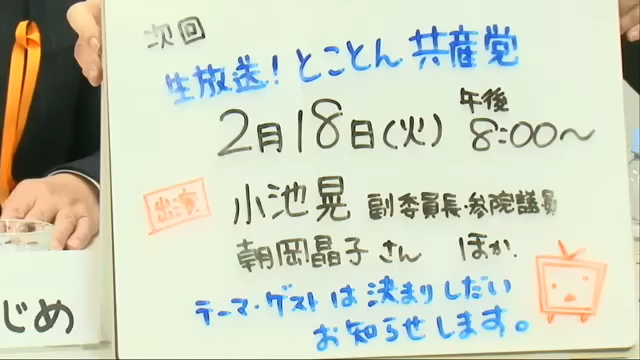 次回
生放送！とことん共産党
2月18日(火) 午後 8:00〜
出演 小池晃 副委員長・参院議員
朝岡晶子さん ほか
テーマ・ゲストは決まりしだい
お知らせします。
じめ